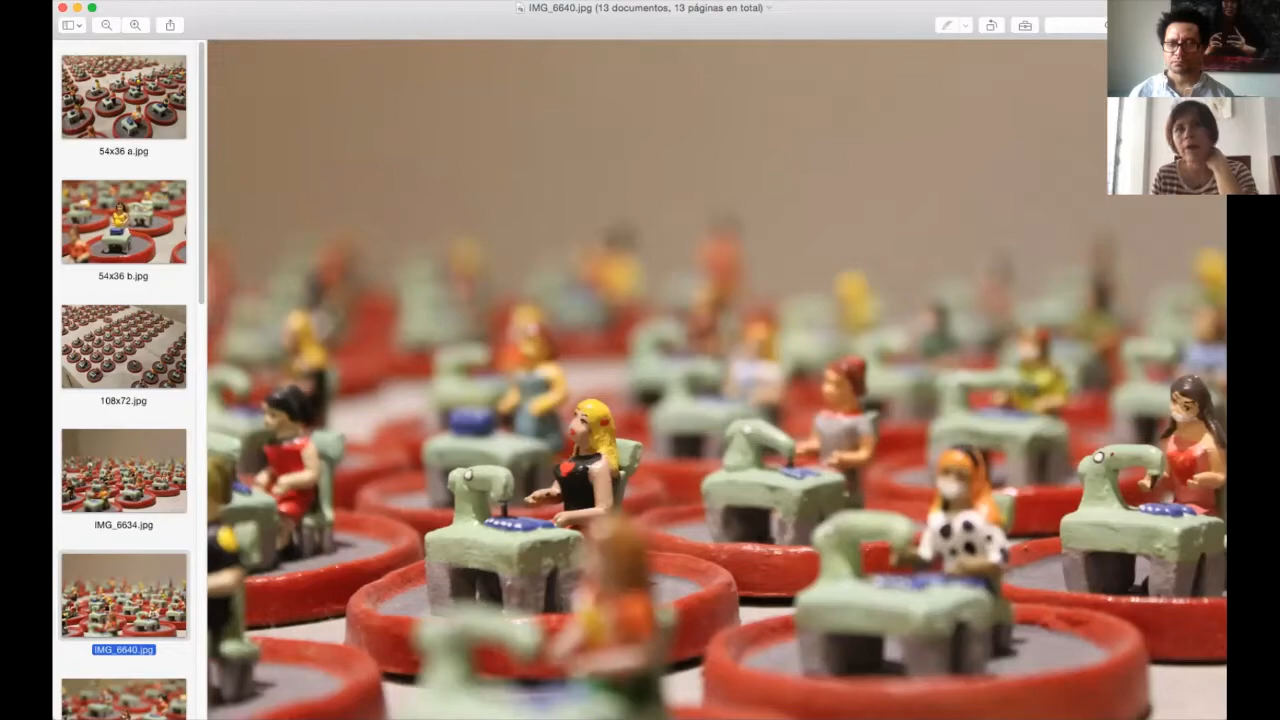 IMG_6640.jpg (13 documentos, 13 páginas en total)
54x36 a.jpg
54x36 b.jpg
108x72.jpg
IMG_6634.jpg
IMG_6640.jpg